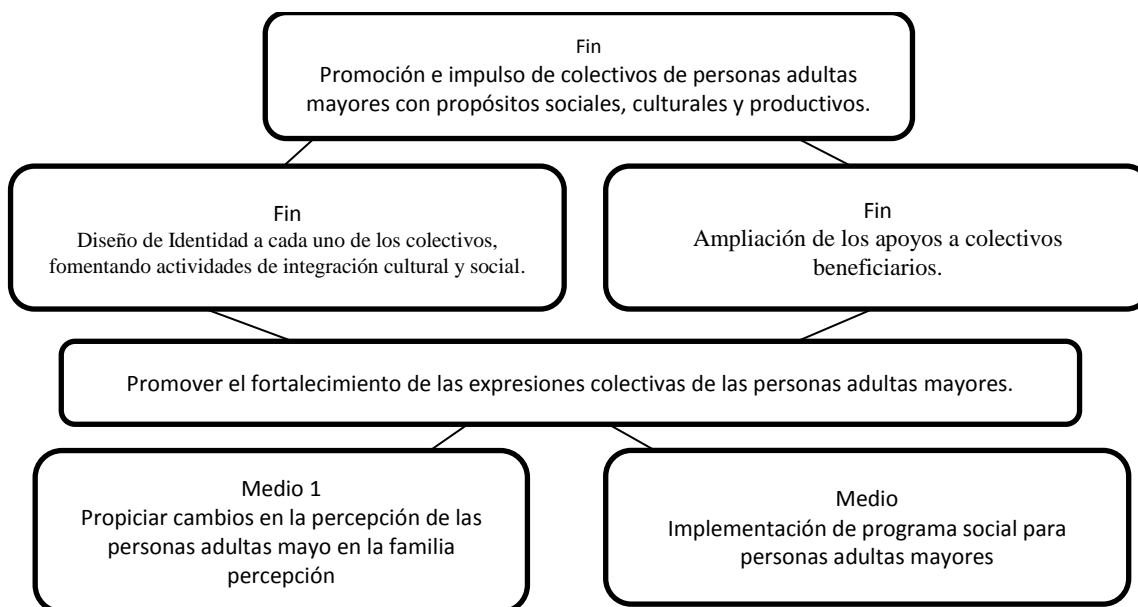 Fin
Promoción e impulso de colectivos de personas adultas
mayores con propósitos sociales, culturales y productivos.
Fin
Diseño de Identidad a cada uno de los colectivos,
fomentando actividades de integración cultural y social.
Fin
Ampliación de los apoyos a colectivos
beneficiarios.
Promover el fortalecimiento de las expresiones colectivas de las personas adultas mayores.
Medio 1
Propiciar cambios en la percepción de las
personas adultas mayo en la familia
percepción
Medio
Implementación de programa social para
personas adultas mayores